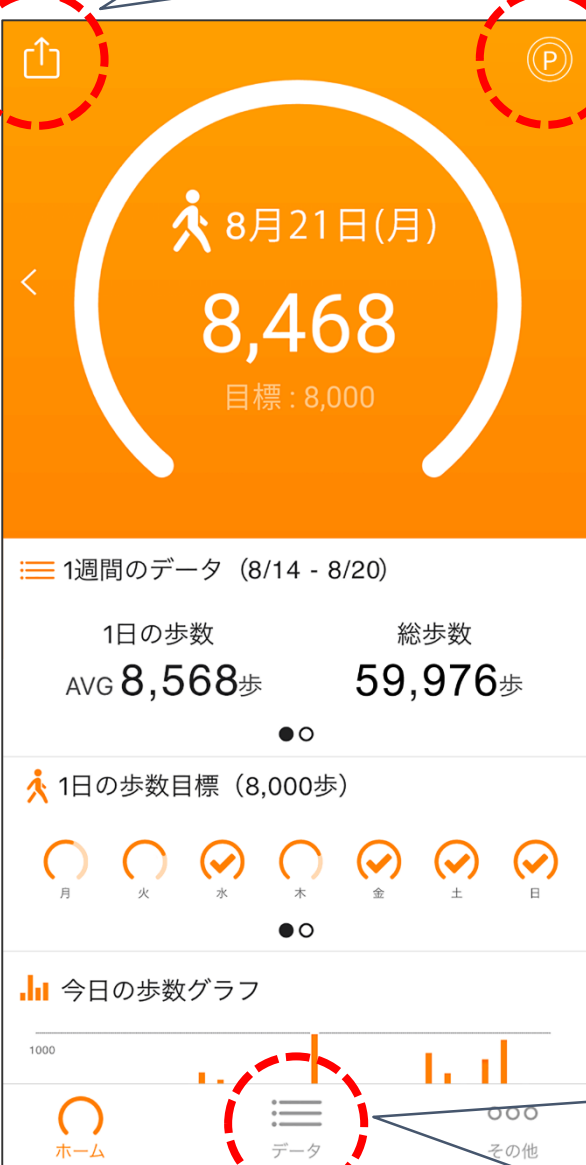 P
8月21日(月)
8,468
目標 : 8,000
1週間のデータ（8/14 - 8/20）
1日の歩数 総歩数
AVG 8,568歩 59,976歩
1日の歩数目標（8,000歩）
月 火 水 木 金 土 日
今日の歩数グラフ
1000
ホーム データ その他